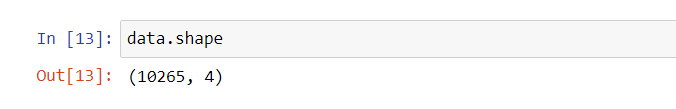 In [13]: data.shape
Out[13]: (10265, 4)